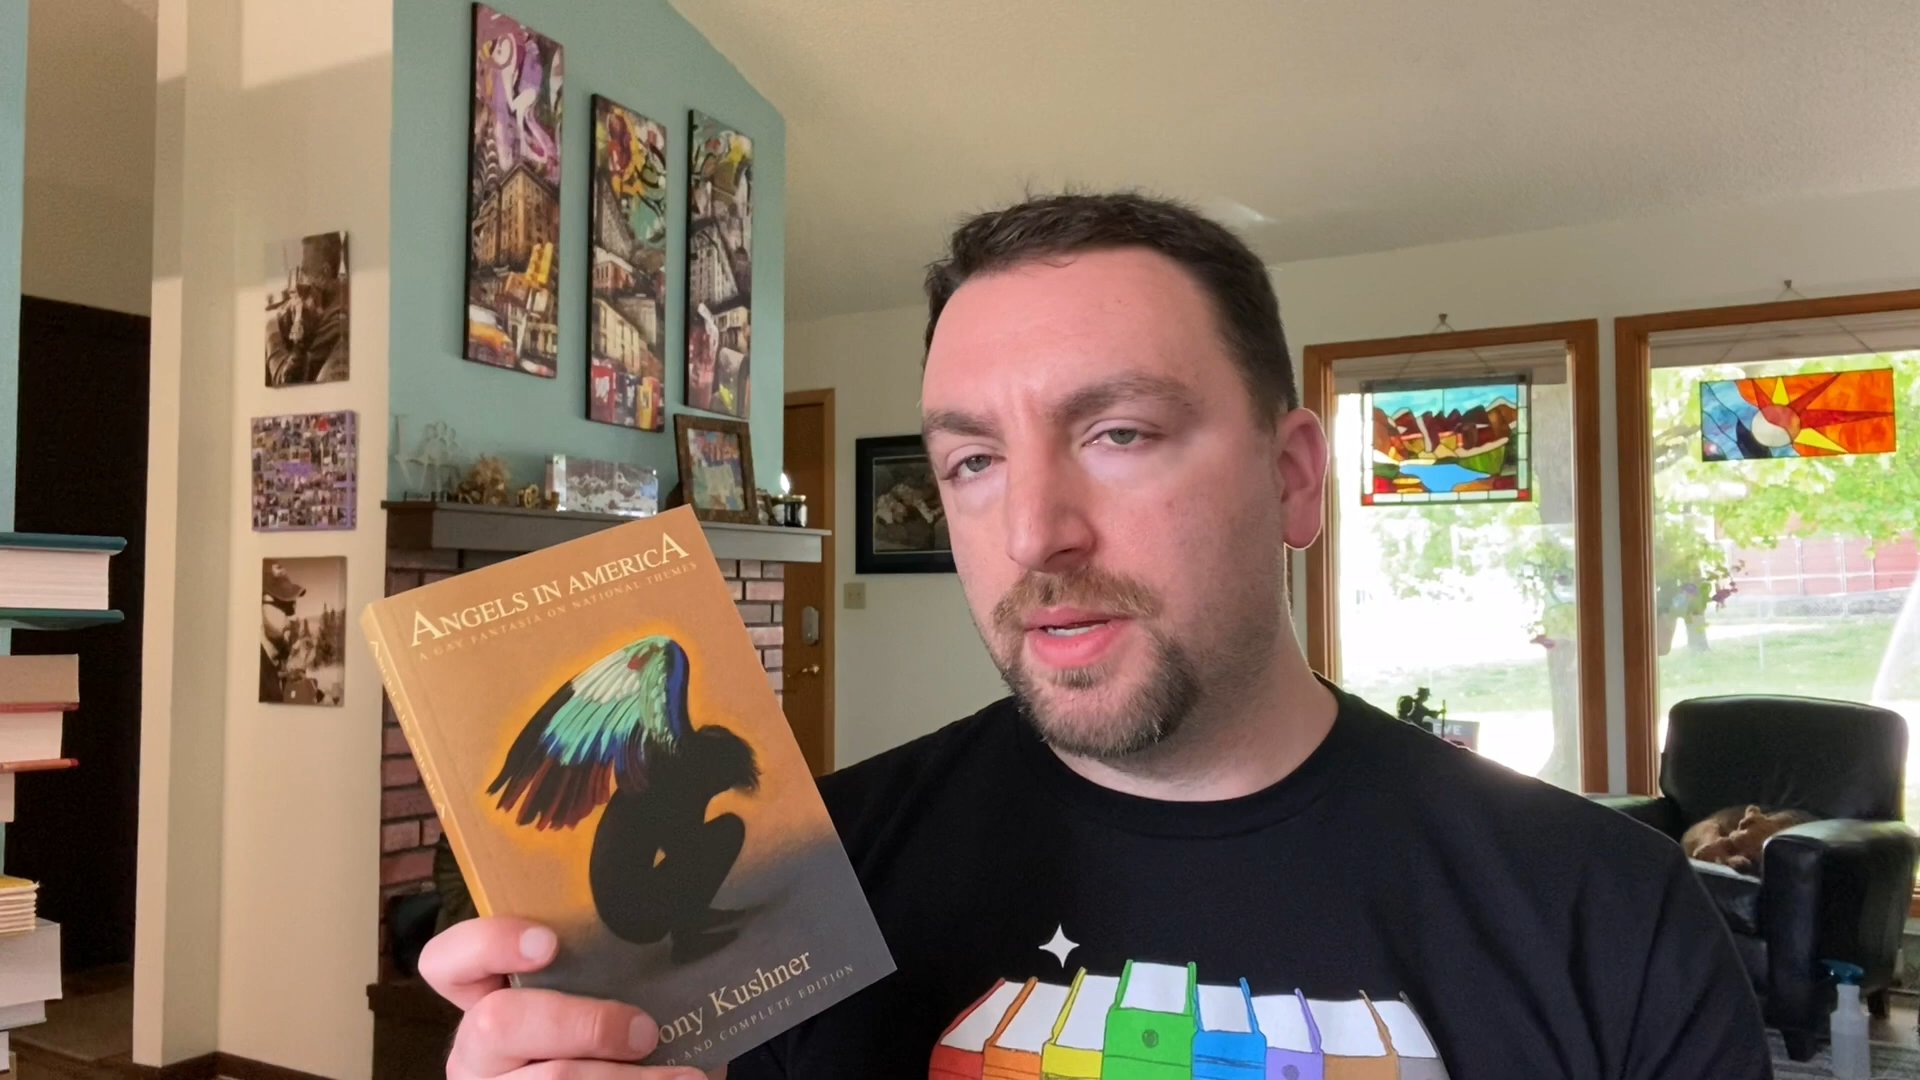 ANGELS IN AMERICA
A GAY FANTASIA ON NATIONAL THEMES
ony Kushner
D AND COMPLETE EDITION